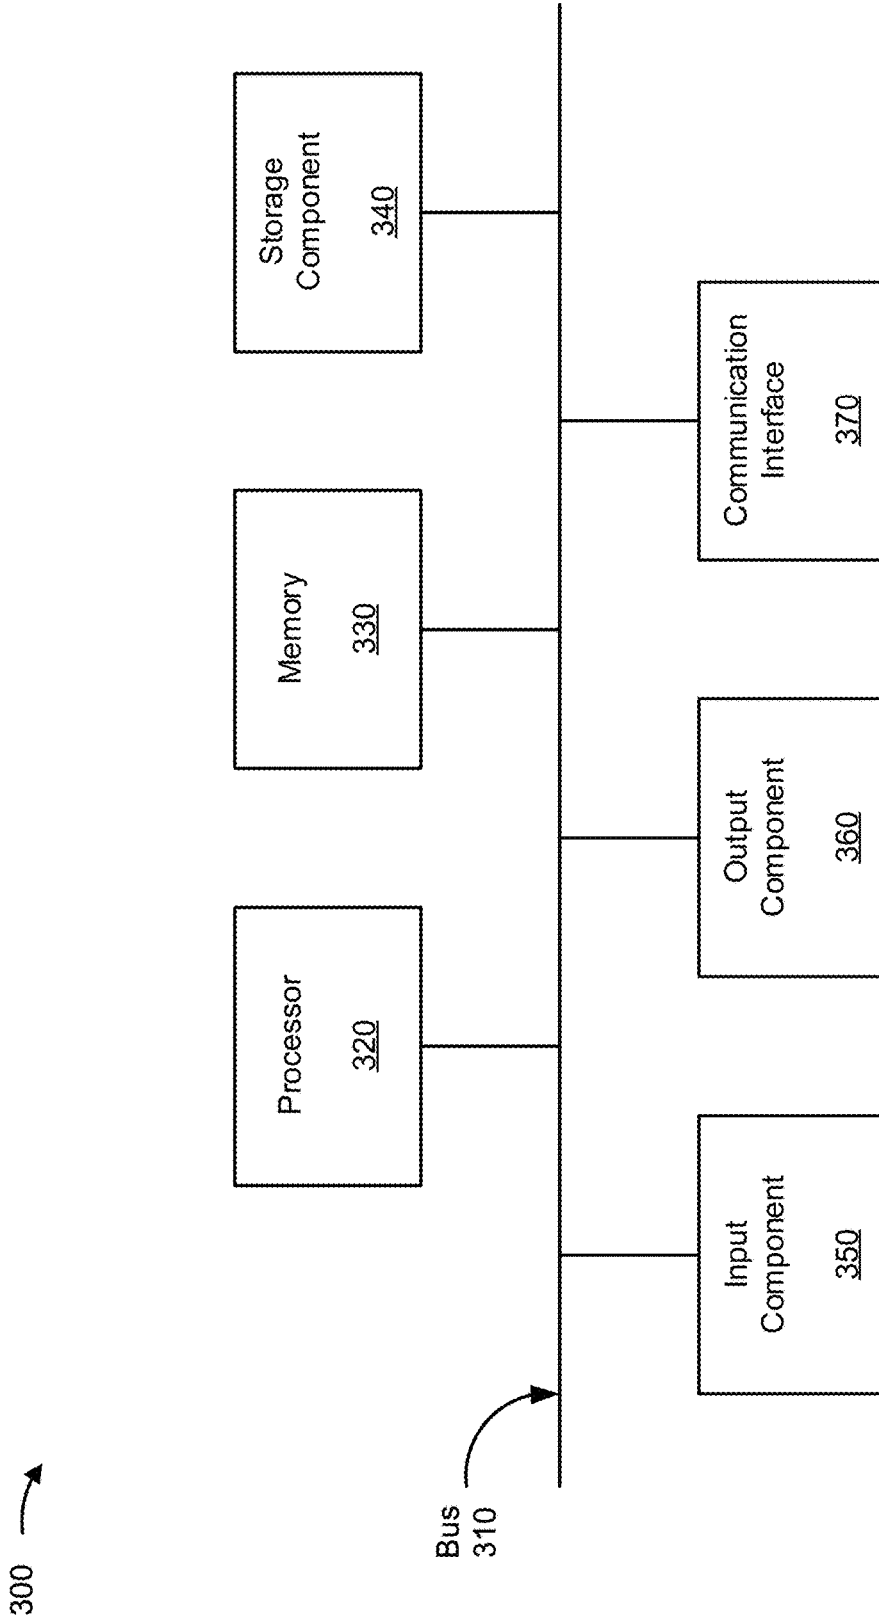 300
Bus
310
Processor
320
Memory
330
Storage
Component
340
Input
Component
350
Output
Component
360
Communication
Interface
370